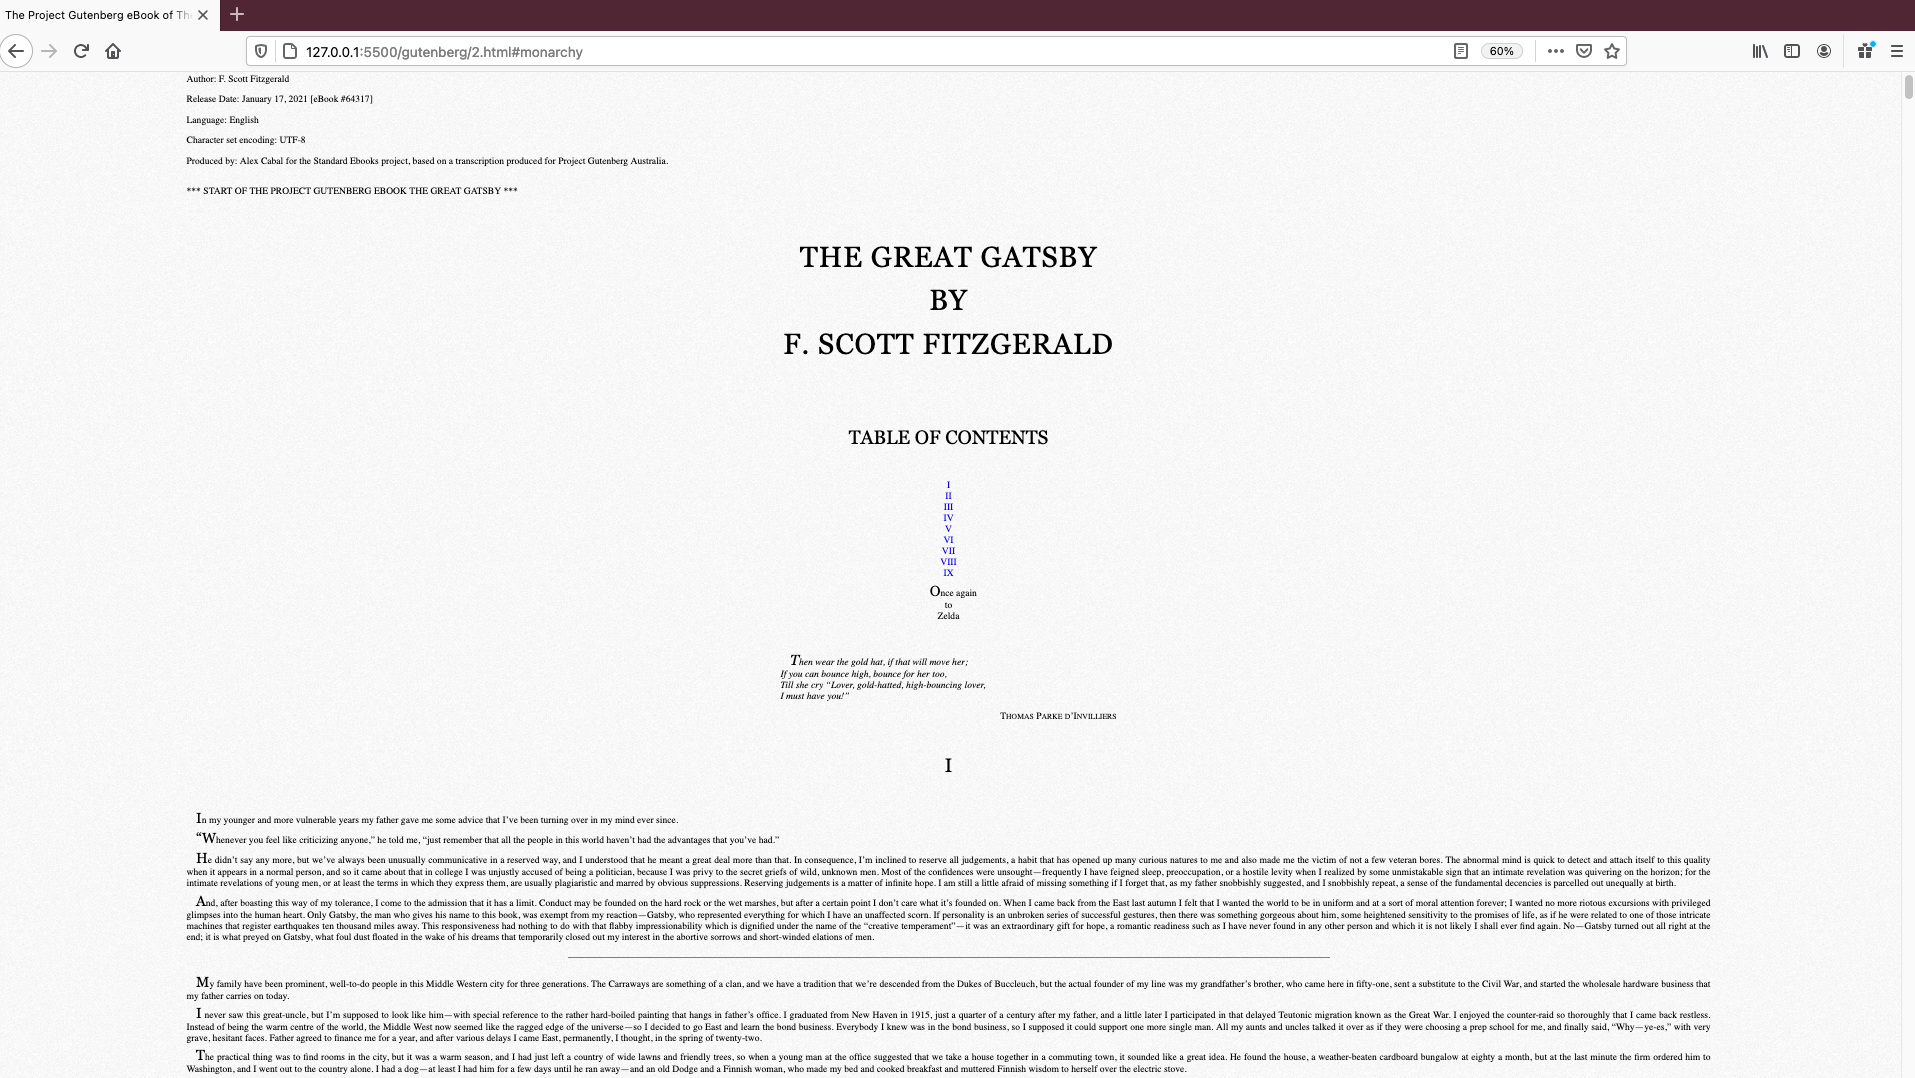 The Project Gutenberg eBook of Th
127.0.0.1:5500/gutenberg/2.html#monarchy
60%
Author: F. Scott Fitzgerald
Release Date: January 17, 2021 [eBook #64317]
Language: English
Character set encoding: UTF-8
Produced by: Alex Cabal for the Standard Ebooks project, based on a transcription produced for Project Gutenberg Australia.
*** START OF THE PROJECT GUTENBERG EBOOK THE GREAT GATSBY ***
THE GREAT GATSBY
BY
F. SCOTT FITZGERALD
TABLE OF CONTENTS
I
II
III
IV
V
VI
VII
VIII
IX
Once again
to
Zelda
Then wear the gold hat, if that will move her;
If you can bounce high, bounce for her too,
Till she cry “Lover, gold-hatted, high-bouncing lover,
I must have you!”
Thomas Parke d’Invilliers
I
In my younger and more vulnerable years my father gave me some advice that I’ve been turning over in my mind ever since.
“Whenever you feel like criticizing anyone,” he told me, “just remember that all the people in this world haven’t had the advantages that you’ve had.”
He didn’t say any more, but we’ve always been unusually communicative in a reserved way, and I understood that he meant a great deal more than that. In consequence, I’m inclined to reserve all judgements, a habit that has opened up many curious natures to me and also made me the victim of not a few veteran bores. The abnormal mind is quick to detect and attach itself to this quality
when it appears in a normal person, and so it came about that in college I was unjustly accused of being a politician, because I was privy to the secret griefs of wild, unknown men. Most of the confidences were unsought—frequently I have feigned sleep, preoccupation, or a hostile levity when I realized by some unmistakable sign that an intimate revelation was quivering on the horizon; for the
intimate revelations of young men, or at least the terms in which they express them, are usually plagiaristic and marred by obvious suppressions. Reserving judgements is a matter of infinite hope. I am still a little afraid of missing something if I forget that, as my father snobbishly suggested, and I snobbishly repeat, a sense of the fundamental decencies is parcelled out unequally at birth.
And, after boasting this way of my tolerance, I come to the admission that it has a limit. Conduct may be founded on the hard rock or the wet marshes, but after a certain point I don’t care what it’s founded on. When I came back from the East last autumn I felt that I wanted the world to be in uniform and at a sort of moral attention forever; I wanted no more riotous excursions with privileged
glimpses into the human heart. Only Gatsby, the man who gives his name to this book, was exempt from my reaction—Gatsby, who represented everything for which I have an unaffected scorn. If personality is an unbroken series of successful gestures, then there was something gorgeous about him, some heightened sensitivity to the promises of life, as if he were related to one of those intricate
machines that register earthquakes ten thousand miles away. This responsiveness had nothing to do with that flabby impressionability which is dignified under the name of the “creative temperament”—it was an extraordinary gift for hope, a romantic readiness such as I have never found in any other person and which it is not likely I shall ever find again. No—Gatsby turned out all right at the
end; it is what preyed on Gatsby, what foul dust floated in the wake of his dreams that temporarily closed out my interest in the abortive sorrows and short-winded elations of men.
My family have been prominent, well-to-do people in this Middle Western city for three generations. The Carraways are something of a clan, and we have a tradition that we’re descended from the Dukes of Buccleuch, but the actual founder of my line was my grandfather’s brother, who came here in fifty-one, sent a substitute to the Civil War, and started the wholesale hardware business that
my father carries on today.
I never saw this great-uncle, but I’m supposed to look like him—with special reference to the rather hard-boiled painting that hangs in father’s office. I graduated from New Haven in 1915, just a quarter of a century after my father, and a little later I participated in that delayed Teutonic migration known as the Great War. I enjoyed the counter-raid so thoroughly that I came back restless.
Instead of being the warm centre of the world, the Middle West now seemed like the ragged edge of the universe—so I decided to go East and learn the bond business. Everybody I knew was in the bond business, so I supposed it could support one more single man. All my aunts and uncles talked it over as if they were choosing a prep school for me, and finally said, “Why—ye-es,” with very
grave, hesitant faces. Father agreed to finance me for a year, and after various delays I came East, permanently, I thought, in the spring of twenty-two.
The practical thing was to find rooms in the city, but it was a warm season, and I had just left a country of wide lawns and friendly trees, so when a young man at the office suggested that we take a house together in a commuting town, it sounded like a great idea. He found the house, a weather-beaten cardboard bungalow at eighty a month, but at the last minute the firm ordered him to
Washington, and I went out to the country alone. I had a dog—at least I had him for a few days until he ran away—and an old Dodge and a Finnish woman, who made my bed and cooked breakfast and muttered Finnish wisdom to herself over the electric stove.